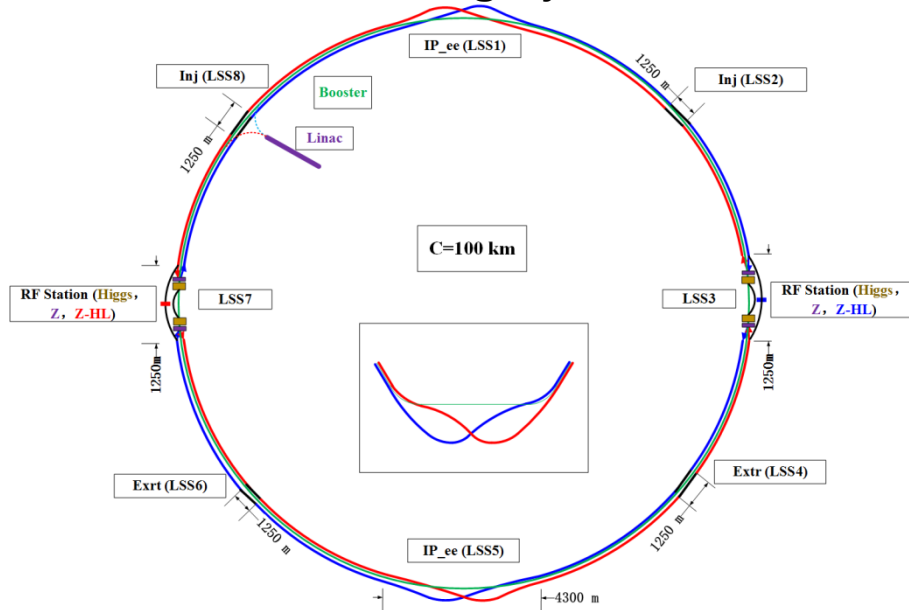 IP_ee (LSS1)
Inj (LSS8)
1250 m
Inj (LSS2)
1250 m
Booster
Linac
C=100 km
RF Station (Higgs,
Z, Z-HL)
LSS7
LSS3
RF Station (Higgs,
Z, Z-HL)
1250m
1250m
Exrt (LSS6)
Extr (LSS4)
1250 m
1250 m
IP_ee (LSS5)
4300 m